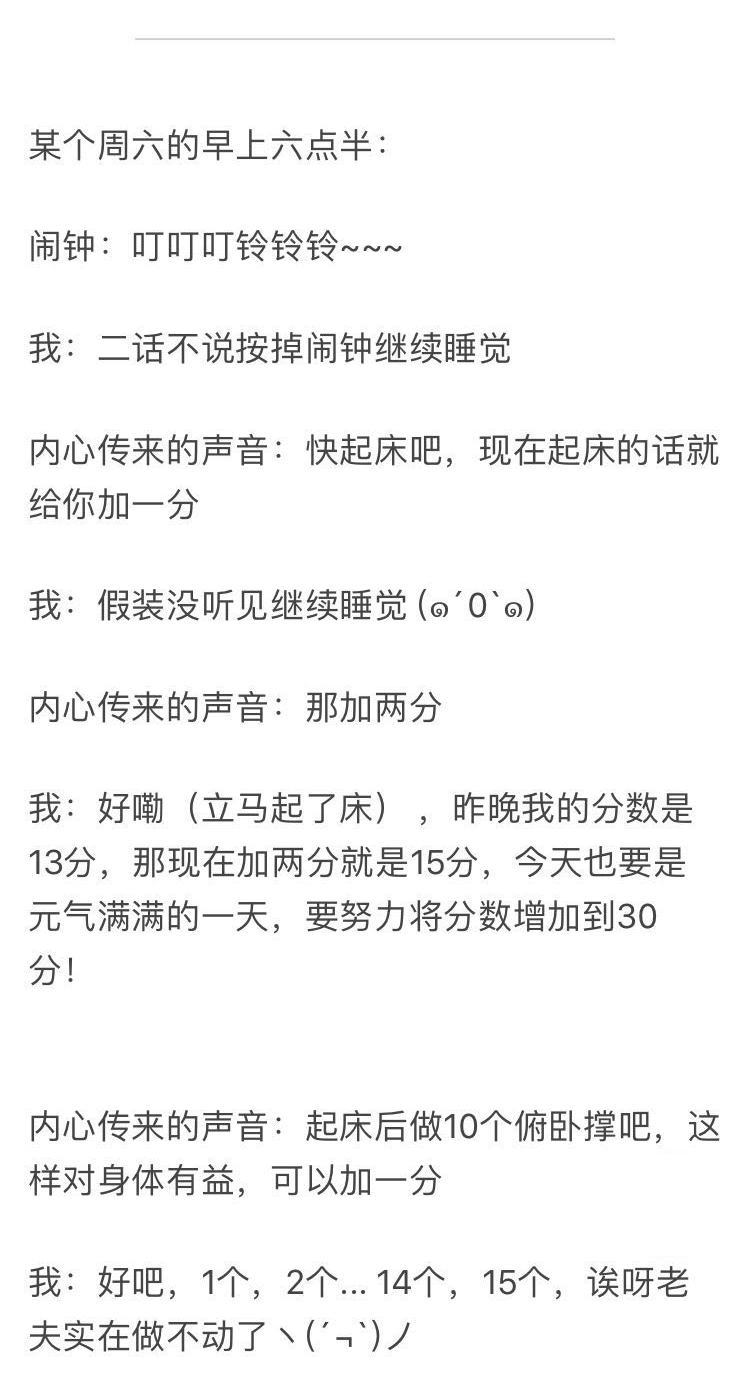 某个周六的早上六点半：
闹钟：叮叮叮铃铃铃~~~
我：二话不说按掉闹钟继续睡觉
内心传来的声音：快起床吧，现在起床的话就
给你加一分
我：假装没听见继续睡觉 (๑´0`๑)
内心传来的声音：那加两分
我：好嘞（立马起了床），昨晚我的分数是
13分，那现在加两分就是15分，今天也要是
元气满满的一天，要努力将分数增加到30
分！
内心传来的声音：起床后做10个俯卧撑吧，这
样对身体有益，可以加一分
我：好吧，1个，2个... 14个，15个，诶呀老
夫实在做不动了ヽ(´¬`)ノ